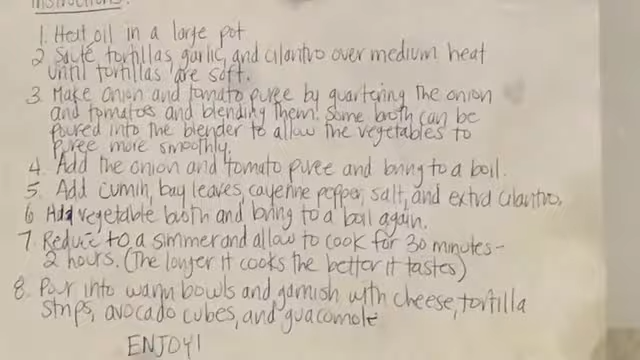 Instructions:
1. Heat oil in a large pot
2. Sauté tortillas, garlic, and cilantro over medium heat
until tortillas are soft.
3. Make onion and tomato puree by quartering the onion
and tomatoes and blending them. Some broth can be
poured into the blender to allow the vegetables to
puree more smoothly.
4. Add the onion and tomato puree and bring to a boil.
5. Add cumin, bay leaves, cayenne pepper, salt, and extra cilantro.
6. Add vegetable broth and bring to a boil again.
7. Reduce to a simmer and allow to cook for 30 minutes-
2 hours. (The longer it cooks the better it tastes)
8. Pour into warm bowls and garnish with cheese, tortilla
strips, avocado cubes, and guacamole
ENJOY!